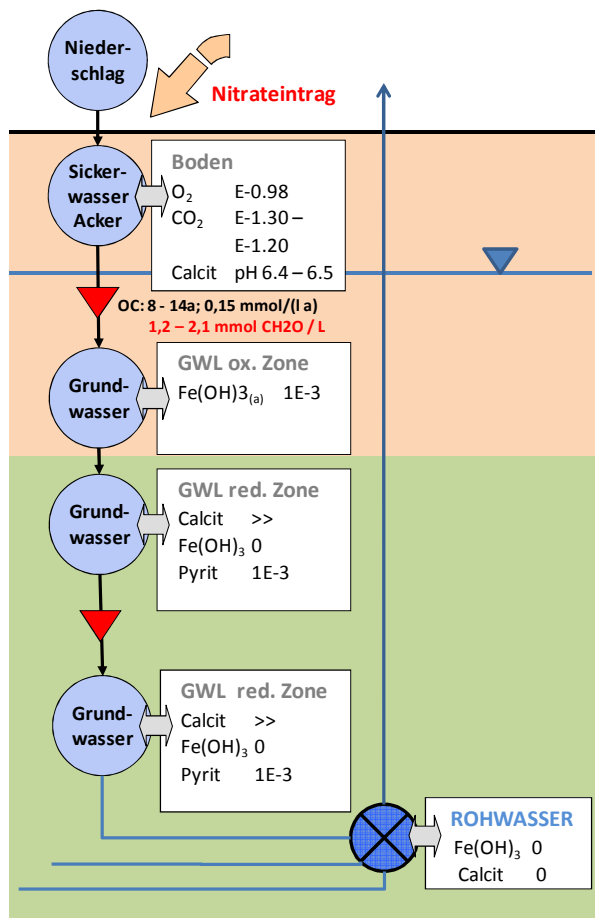 Nieder-
schlag
Nitrateintrag
Sicker-
wasser
Acker
Boden
O₂ E-0.98
CO₂ E-1.30 –
E-1.20
Calcit pH 6.4 – 6.5
OC: 8 - 14a; 0,15 mmol/(l a)
1,2 – 2,1 mmol CH2O / L
Grund-
wasser
GWL ox. Zone
Fe(OH)3(a) 1E-3
Grund-
wasser
GWL red. Zone
Calcit >>
Fe(OH)₃ 0
Pyrit 1E-3
Grund-
wasser
GWL red. Zone
Calcit >>
Fe(OH)₃ 0
Pyrit 1E-3
ROHWASSER
Fe(OH)₃ 0
Calcit 0